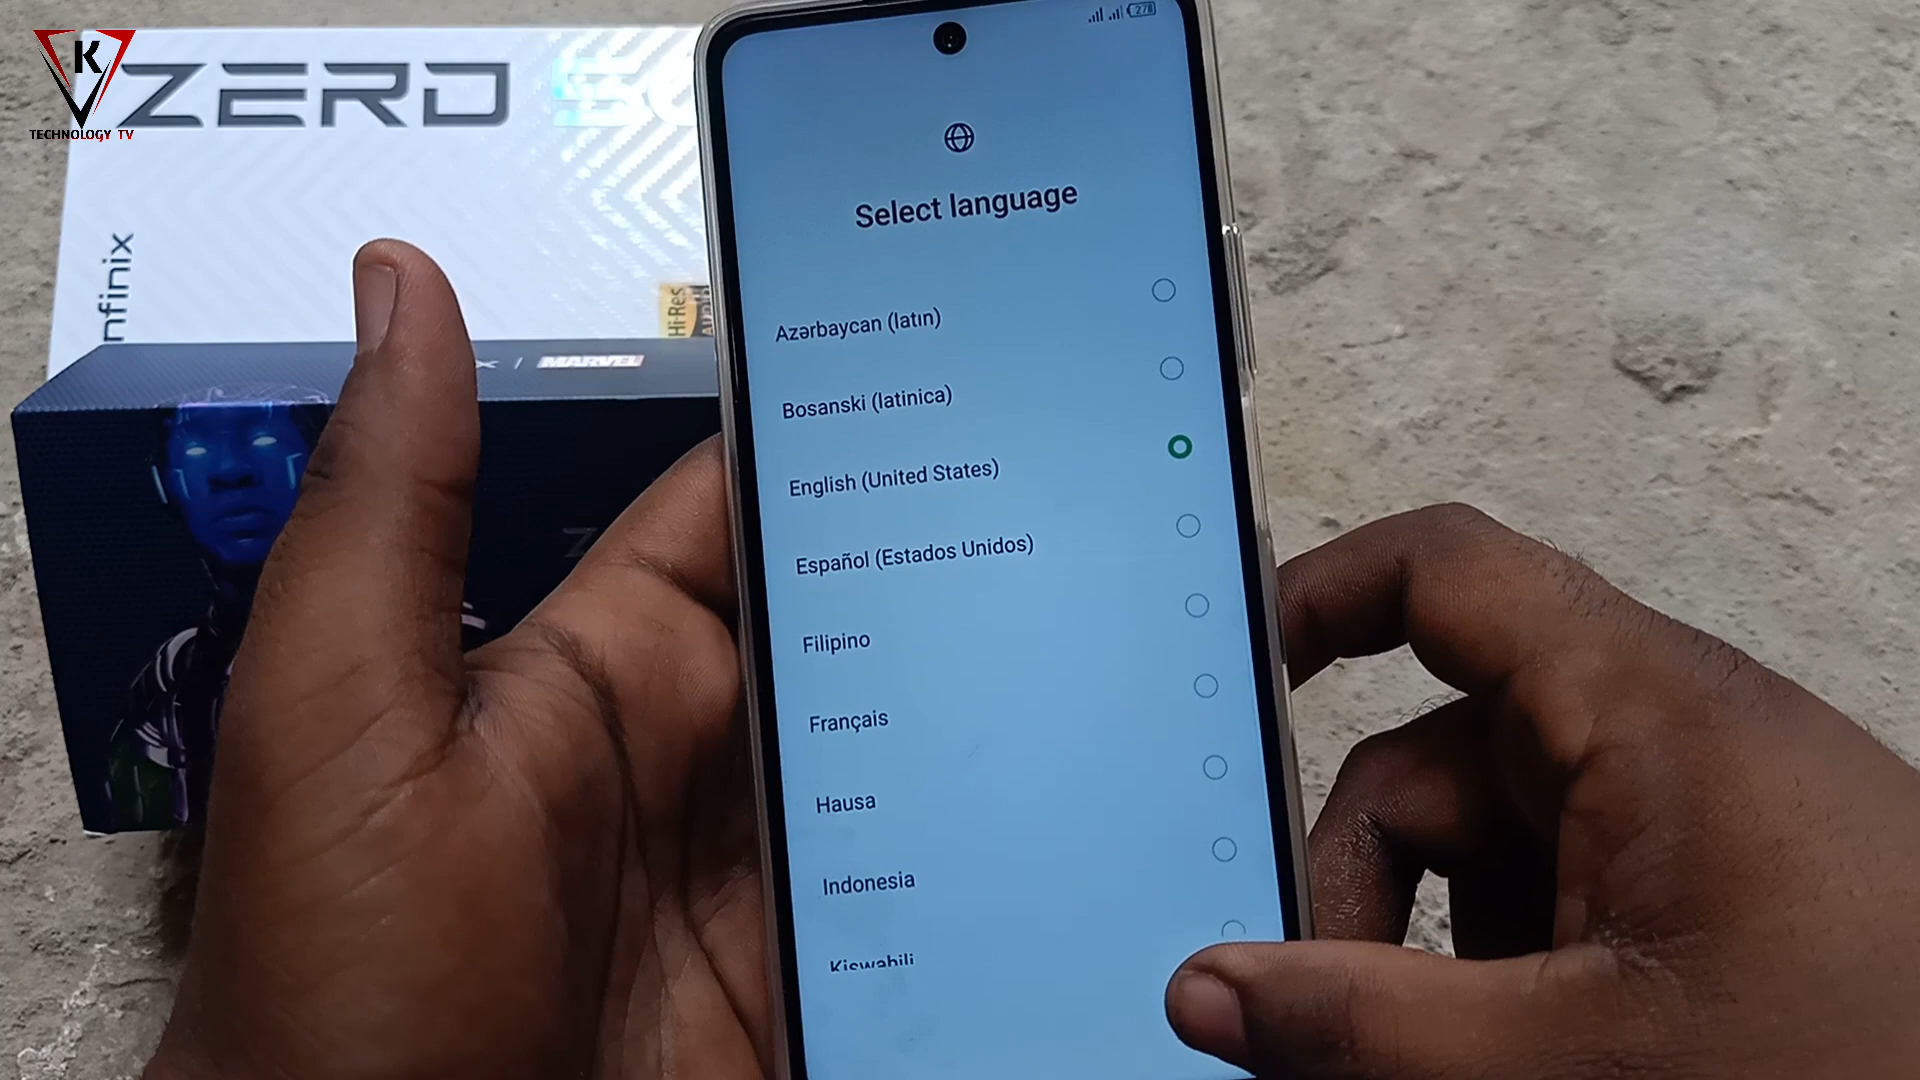 K
TECHNOLOGY TV
ZERO
Infinix
Hi-Res
MARVEL
Select language
Azərbaycan (latın)
Bosanski (latinica)
English (United States)
Español (Estados Unidos)
Filipino
Français
Hausa
Indonesia
Kiswahili